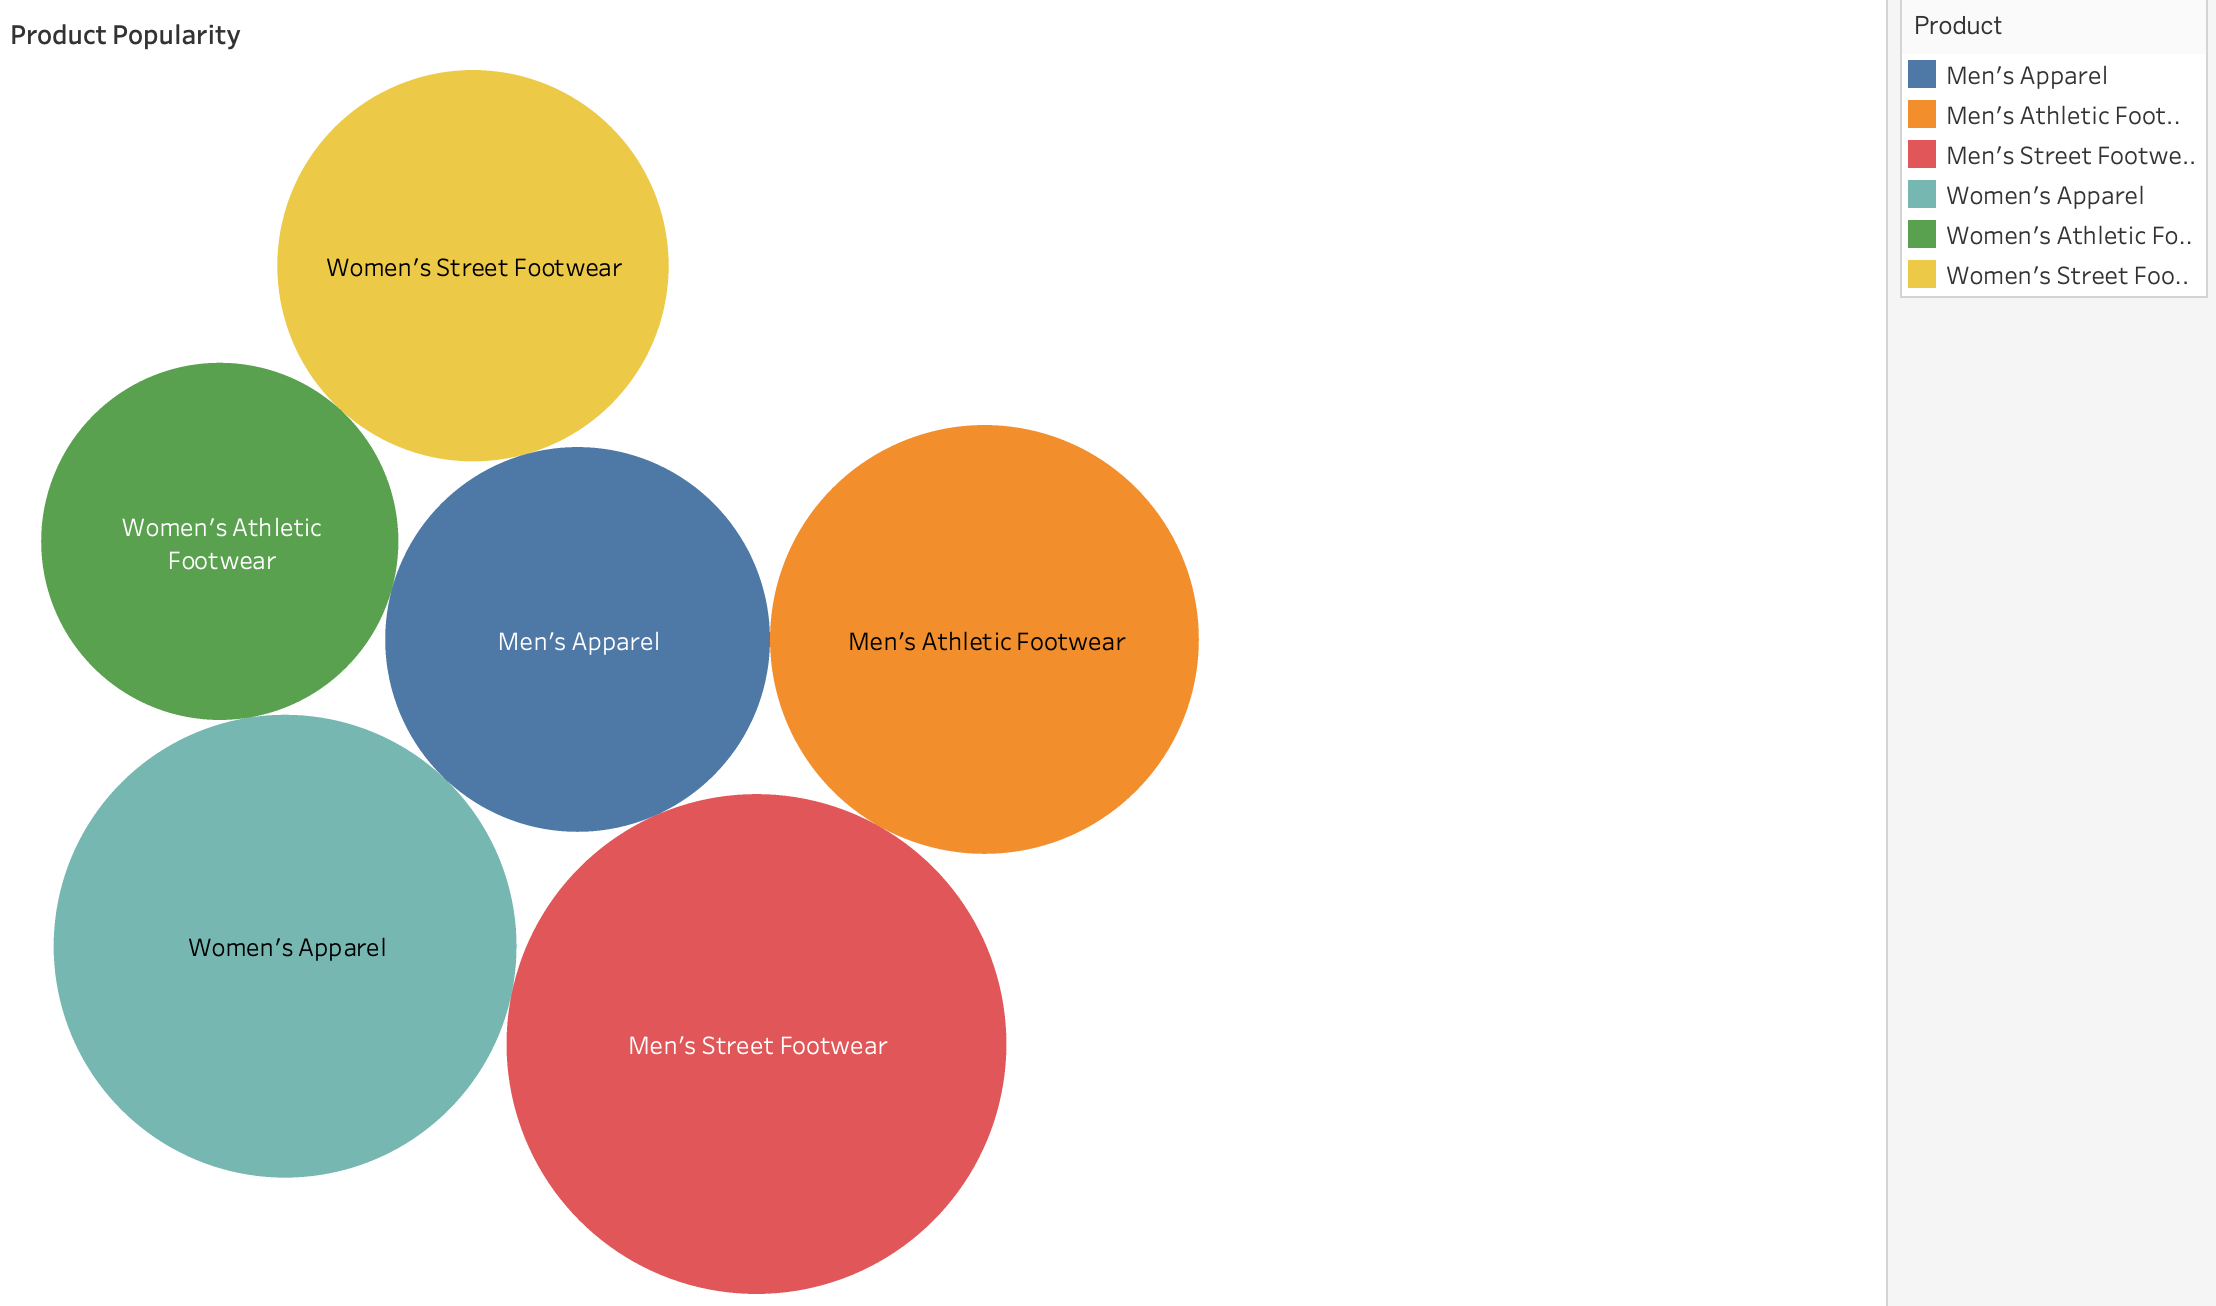 Product Popularity
Women's Street Footwear
Women's Athletic
Footwear
Men's Apparel
Men's Athletic Footwear
Women's Apparel
Men's Street Footwear
Product
Men's Apparel
Men's Athletic Foot..
Men's Street Footwe..
Women's Apparel
Women's Athletic Fo..
Women's Street Foo..